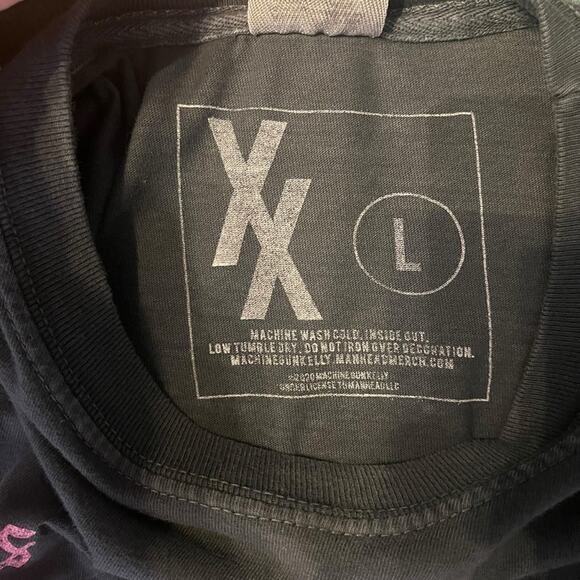 XX
L
MACHINE WASH COLD, INSIDE OUT.
LOW TUMBLE DRY. DO NOT IRON OVER DECORATION.
MACHINEGUNKELLY.MANHEADMERCH.COM
©2020 MACHINE GUN KELLY
UNDER LICENSE TO MANHEAD LLC
S